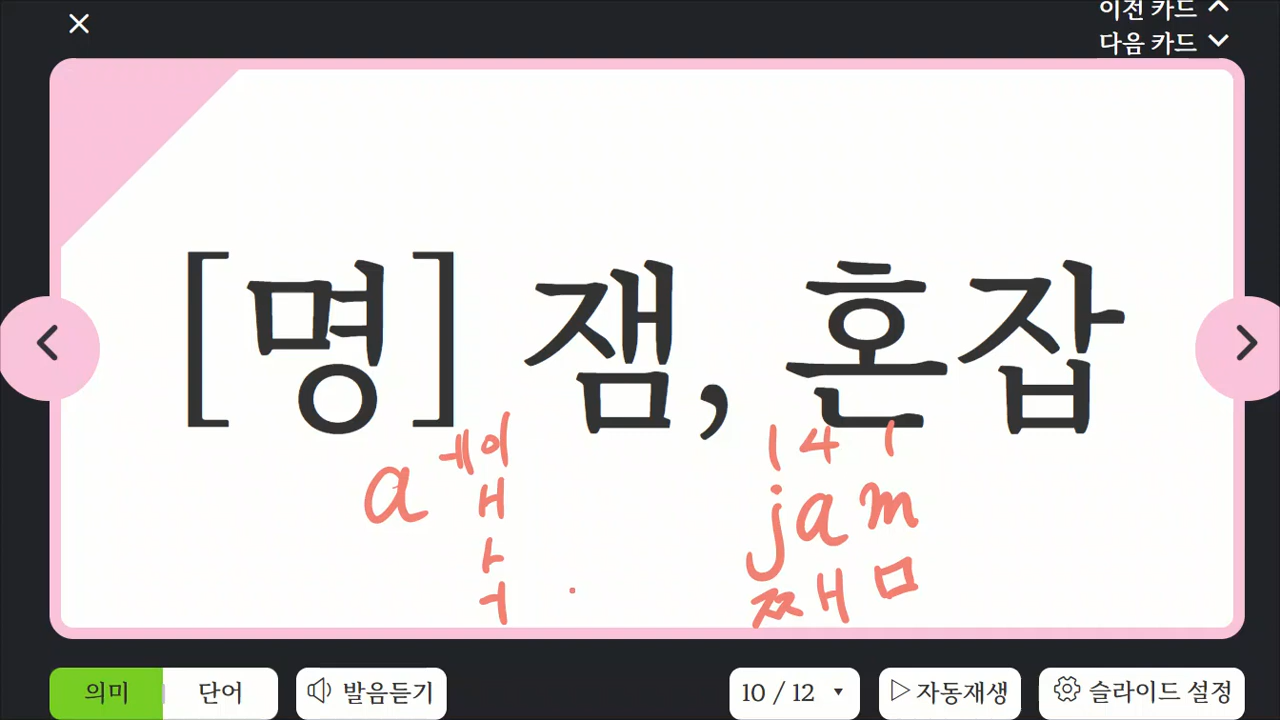 이전 카드
다음 카드
[명] 잼, 혼잡
a ㅔ이
ㅐ
ㅏ
ㅓ
1 4 1
jam
ㅉㅐㅁ
의미
단어
발음듣기
10 / 12
자동재생
슬라이드 설정